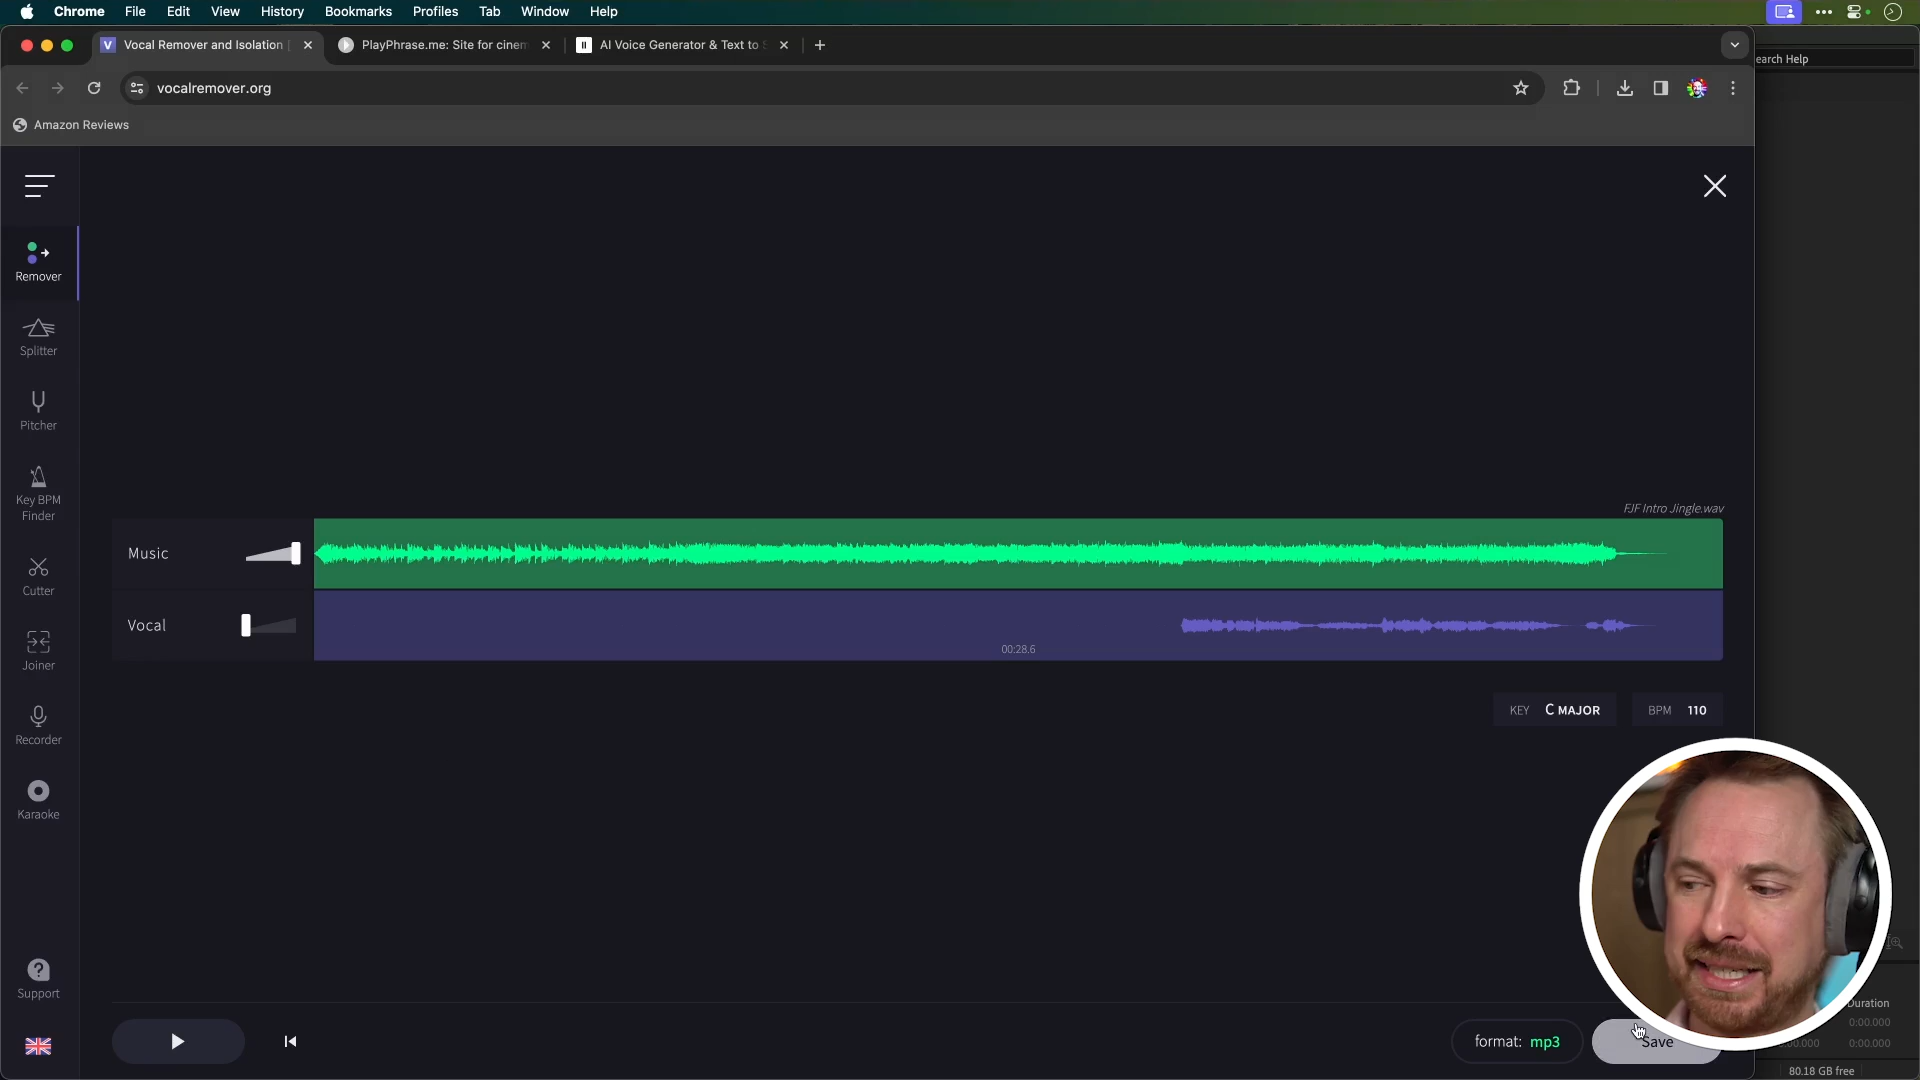 Chrome File Edit View History Bookmarks Profiles Tab Window Help
Vocal Remover and Isolation
PlayPhrase.me: Site for cinem
AI Voice Generator & Text to S
earch Help
vocalremover.org
Amazon Reviews
Remover
Splitter
Pitcher
Key BPM
Finder
Cutter
Joiner
Recorder
Karaoke
Support
FJF Intro Jingle.wav
Music
Vocal
00:28.6
KEY C MAJOR
BPM 110
format: mp3
Save
Duration
0:00.000
0:00.000
80.18 GB free